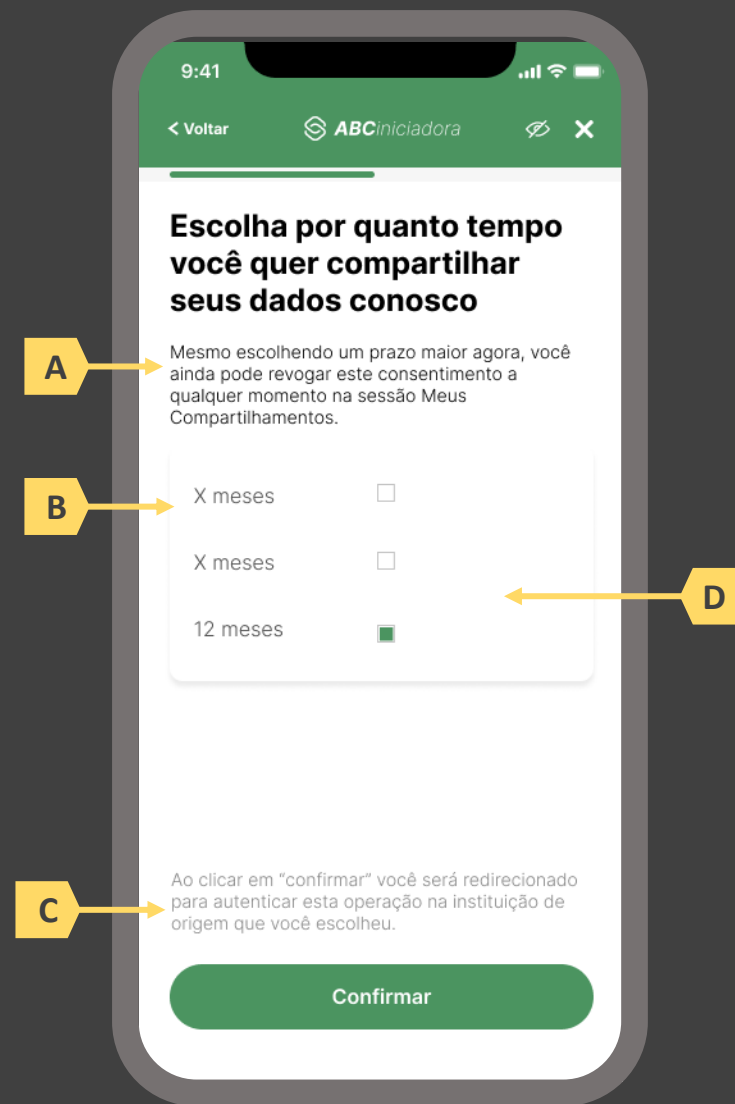 9:41
< Voltar
ABCiniciadora
Escolha por quanto tempo
você quer compartilhar
seus dados conosco
A
Mesmo escolhendo um prazo maior agora, você
ainda pode revogar este consentimento a
qualquer momento na sessão Meus
Compartilhamentos.
B
X meses
X meses
D
12 meses
C
Ao clicar em “confirmar” você será redirecionado
para autenticar esta operação na instituição de
origem que você escolheu.
Confirmar